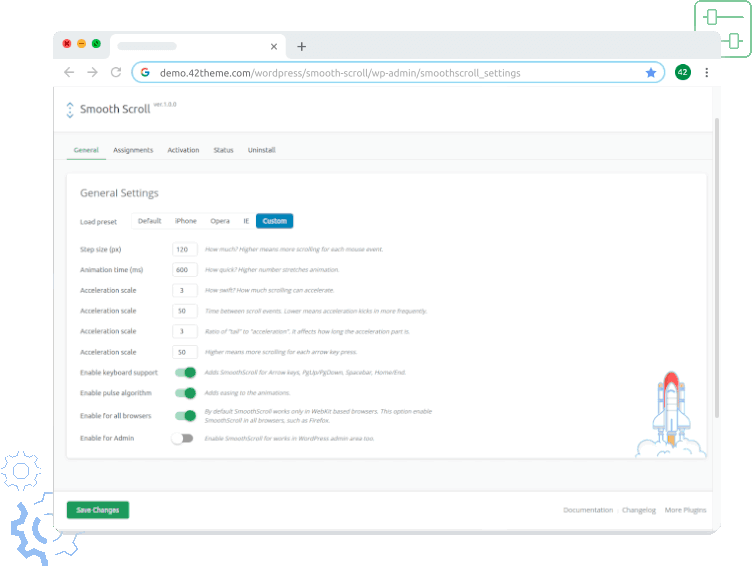 demo.42theme.com/wordpress/smooth-scroll/wp-admin/smoothscroll_settings
42
Smooth Scroll ver.1.0.0
General Assignments Activation Status Uninstall
General Settings
Load preset Default iPhone Opera IE Custom
Step size (px) 120 How much? Higher means more scrolling for each mouse event.
Animation time (ms) 600 How quick? Higher number stretches animation.
Acceleration scale 3 How swift? How much scrolling can accelerate.
Acceleration scale 50 Time between scroll events. Lower means acceleration kicks in more frequently.
Acceleration scale 3 Ratio of "tail" to "acceleration". It affects how long the acceleration part is.
Acceleration scale 50 Higher means more scrolling for each arrow key press.
Enable keyboard support Adds SmoothScroll for Arrow keys, PgUp/PgDown, Spacebar, Home/End
Enable pulse algorithm Adds easing to the animations.
Enable for all browsers By default SmoothScroll works only in WebKit based browsers. This option enable
SmoothScroll in all browsers, such as Firefox.
Enable for Admin Enable SmoothScroll for works in WordPress admin area too.
Save Changes Documentation Changelog More Plugins